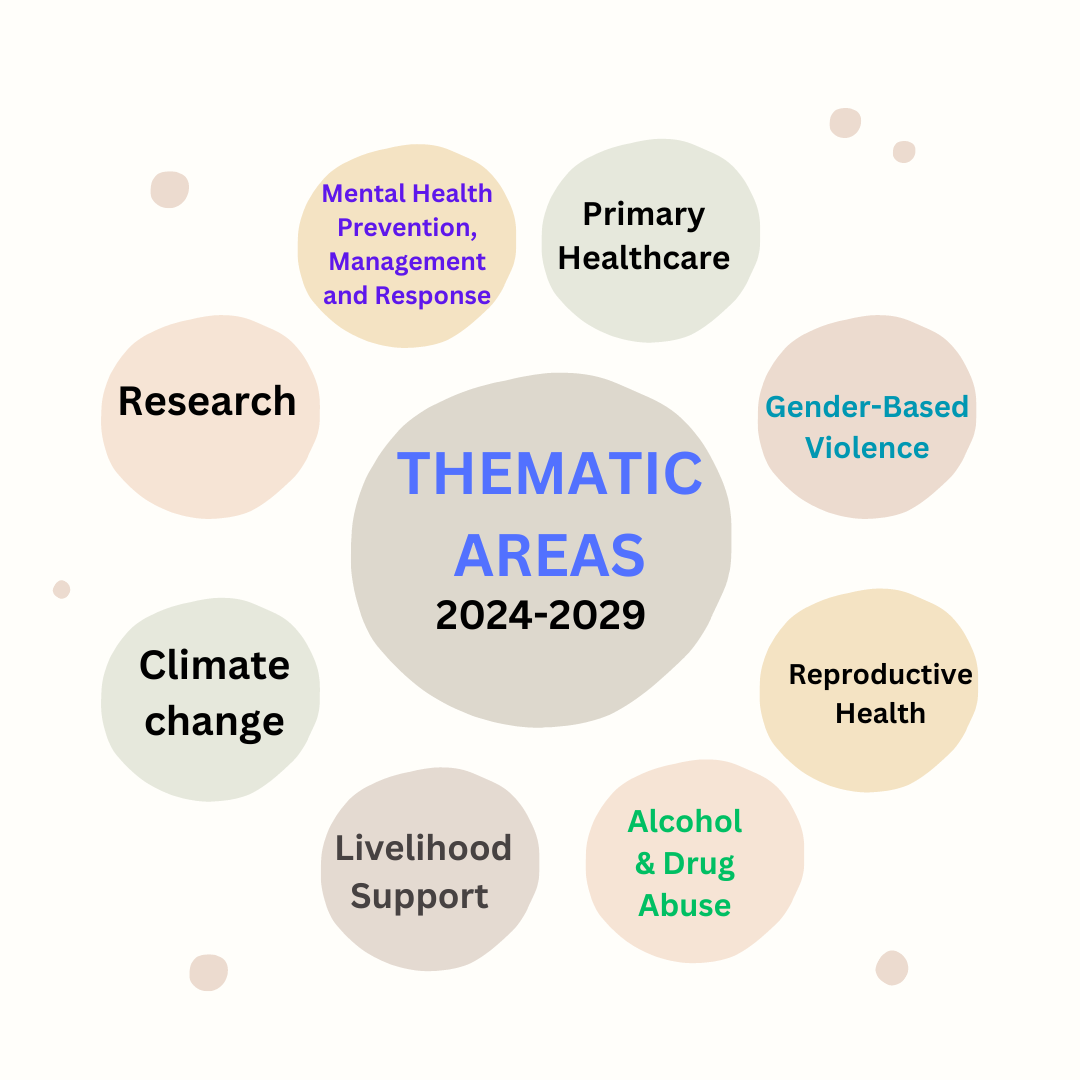 Mental Health
Prevention,
Management
and Response
Primary
Healthcare
Research
Gender-Based
Violence
THEMATIC
AREAS
2024-2029
Climate
change
Reproductive
Health
Livelihood
Support
Alcohol
& Drug
Abuse